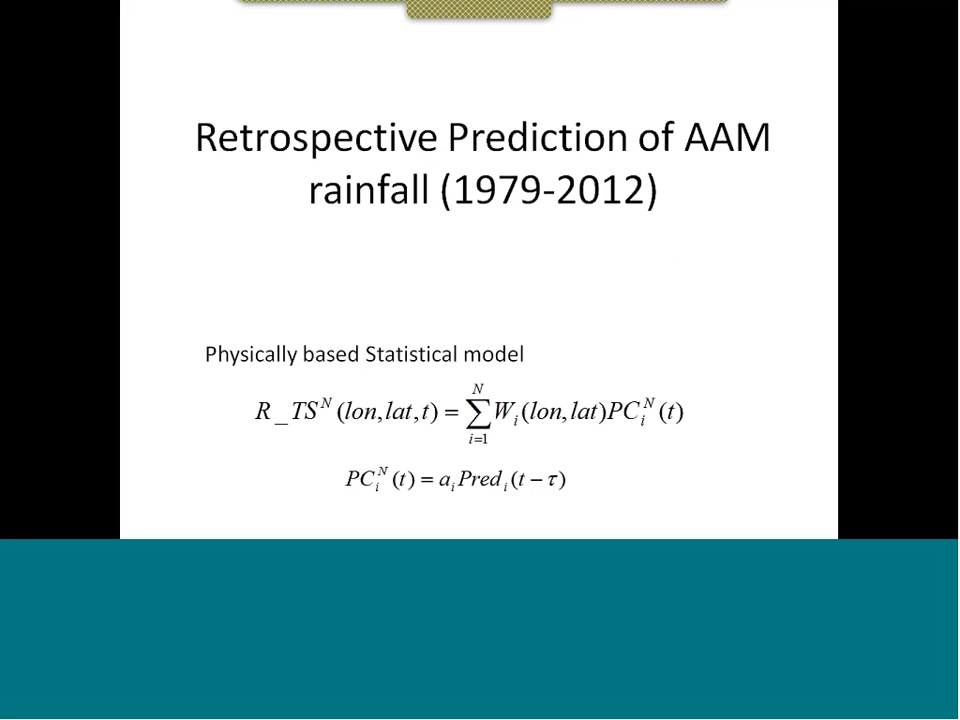 Retrospective Prediction of AAM
rainfall (1979-2012)
Physically based Statistical model
R_TS^N (lon,lat,t) = ∑_{i=1}^{N} W_i (lon,lat)PC_i^N (t)
PC_i^N (t) = a_i Pred_i (t − τ)